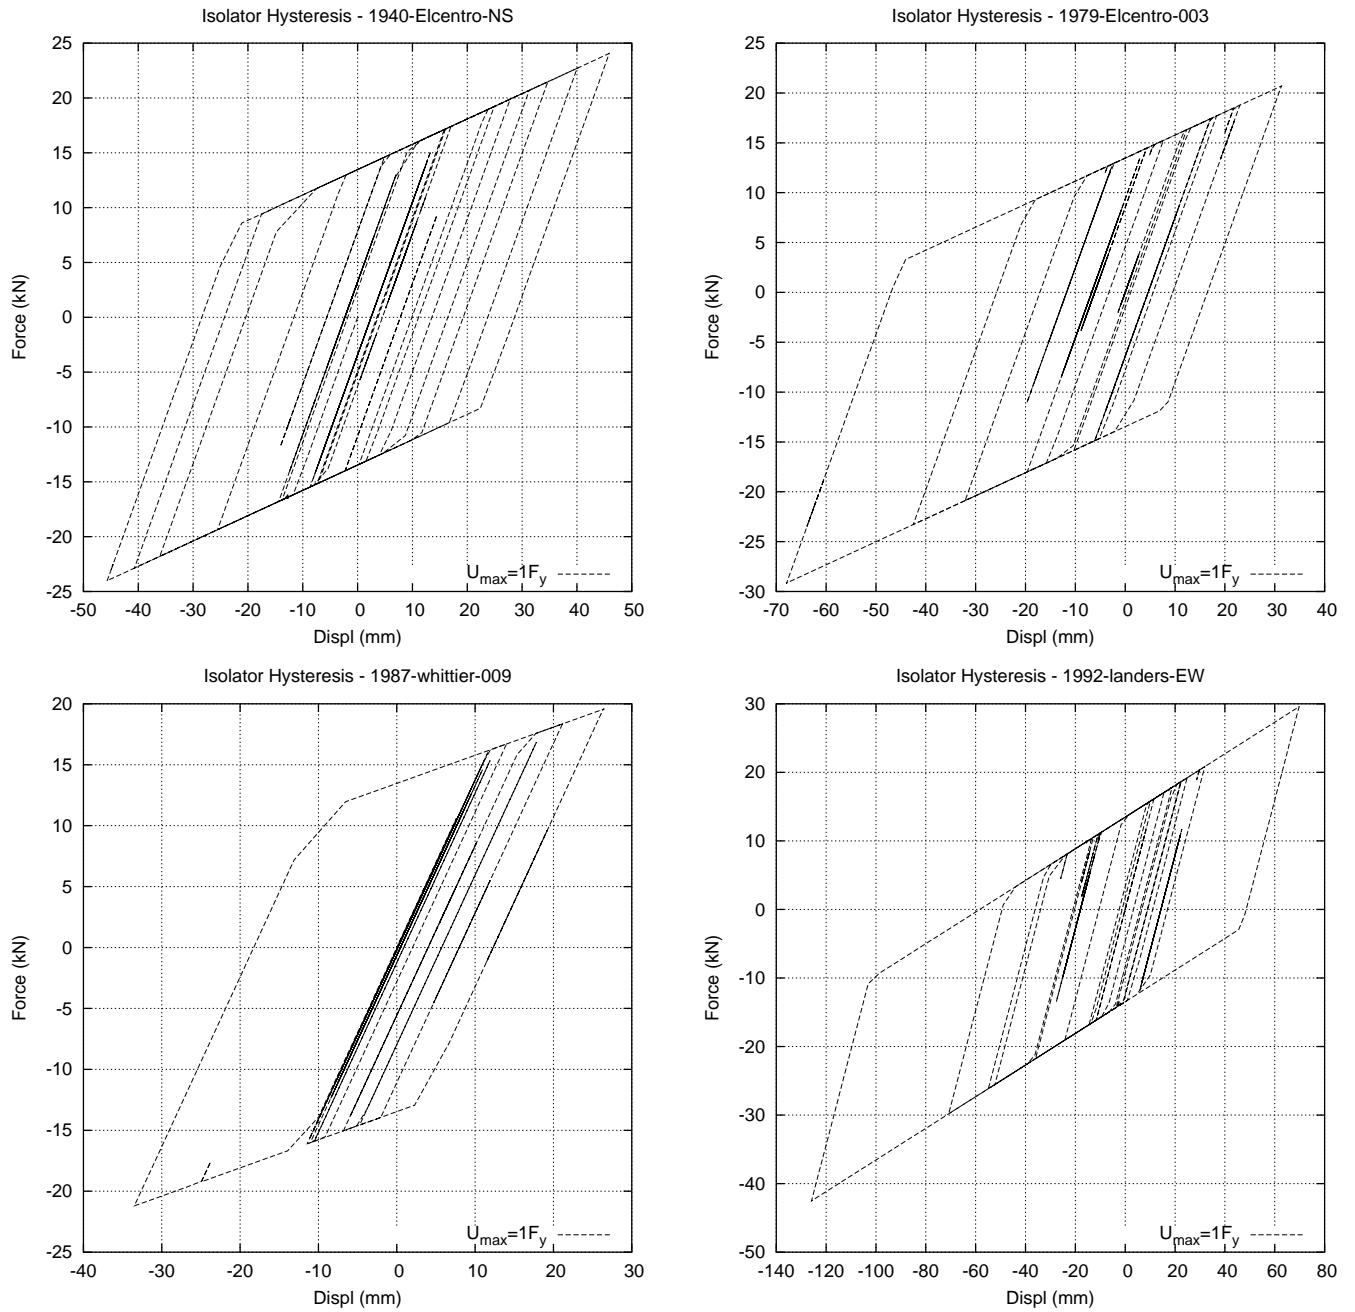 Isolator Hysteresis - 1940-Elcentro-NS
25
20
15
10
5
0
-5
-10
-15
-20
-25
-50 -40 -30 -20 -10 0 10 20 30 40 50
Force (kN)
Displ (mm)
Umax=1Fy
Isolator Hysteresis - 1979-Elcentro-003
25
20
15
10
5
0
-5
-10
-15
-20
-25
-30
-70 -60 -50 -40 -30 -20 -10 0 10 20 30 40
Force (kN)
Displ (mm)
Umax=1Fy
Isolator Hysteresis - 1987-whittier-009
20
15
10
5
0
-5
-10
-15
-20
-25
-40 -30 -20 -10 0 10 20 30
Force (kN)
Displ (mm)
Umax=1Fy
Isolator Hysteresis - 1992-landers-EW
30
20
10
0
-10
-20
-30
-40
-50
-140 -120 -100 -80 -60 -40 -20 0 20 40 60 80
Force (kN)
Displ (mm)
Umax=1Fy